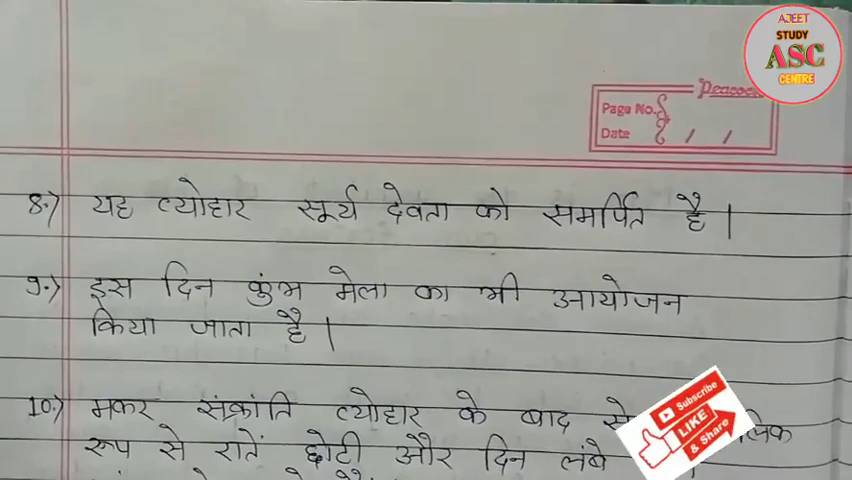 AJEET
STUDY
ASC
CENTRE
Peacock
Page No.
Date / /
8.) यह त्योहार सूर्य देवता को समर्पित है।
9.) इस दिन कुंभ मेला का भी आयोजन
किया जाता है।
10.) मकर संक्रांति त्योहार के बाद से
रूप से रातें छोटी और दिन लंबे
Subscribe
LIKE
& Share